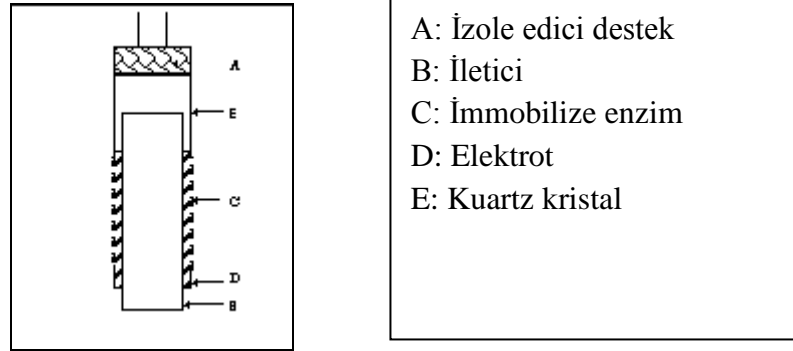 A
E
C
D
B
A: İzole edici destek
B: İletici
C: İmmobilize enzim
D: Elektrot
E: Kuartz kristal